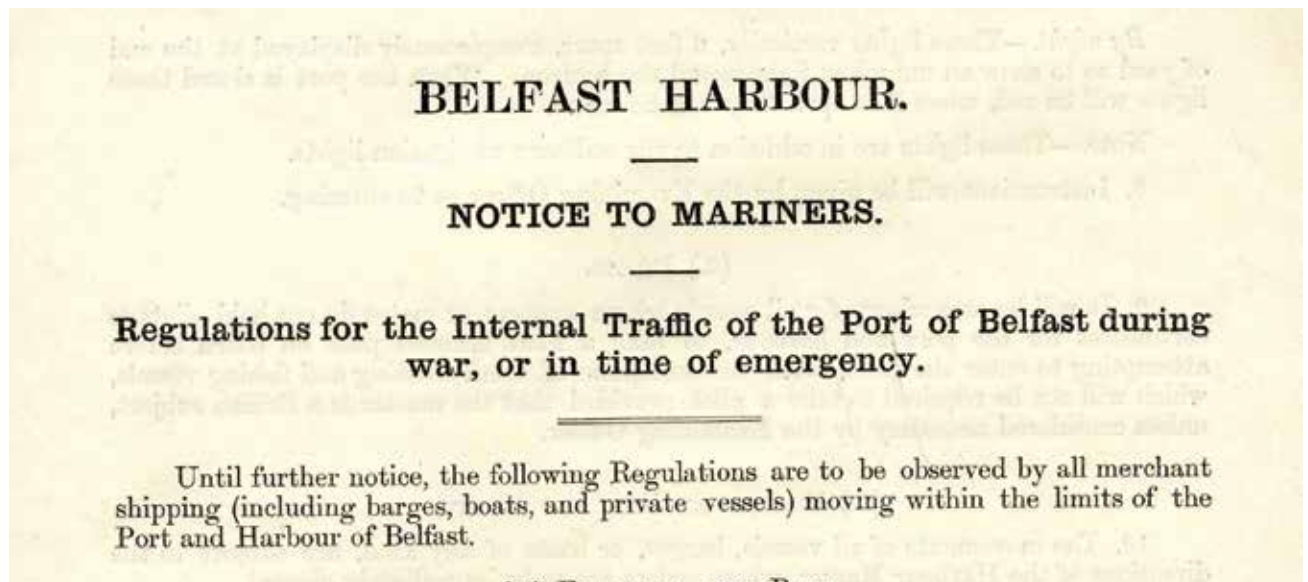 BELFAST HARBOUR.
NOTICE TO MARINERS.
Regulations for the Internal Traffic of the Port of Belfast during
war, or in time of emergency.
Until further notice, the following Regulations are to be observed by all merchant
shipping (including barges, boats, and private vessels) moving within the limits of the
Port and Harbour of Belfast.